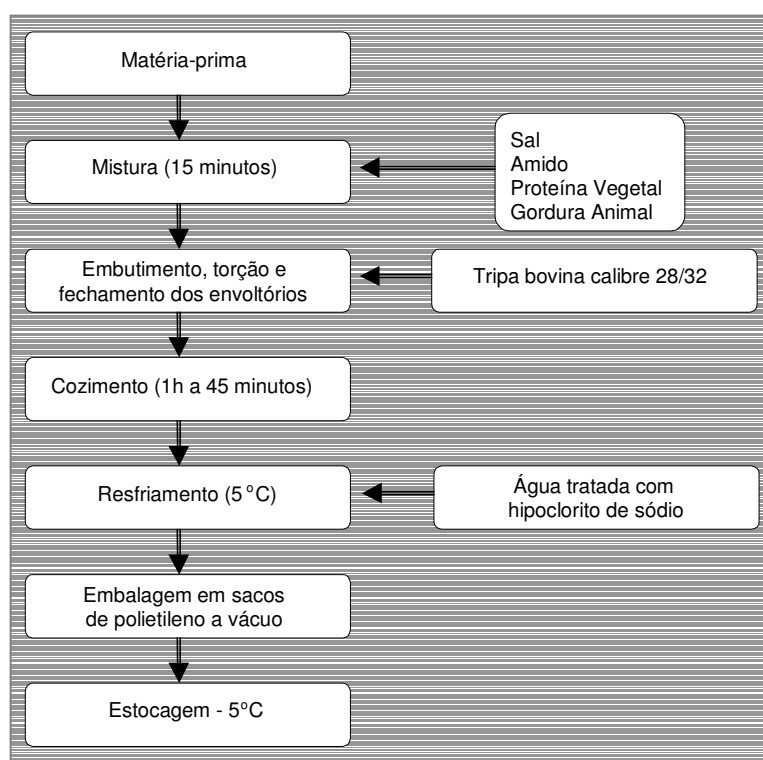 Matéria-prima
Mistura (15 minutos)
Sal
Amido
Proteína Vegetal
Gordura Animal
Embutimento, torção e
fechamento dos envoltórios
Tripa bovina calibre 28/32
Cozimento (1h a 45 minutos)
Resfriamento (5 °C)
Água tratada com
hipoclorito de sódio
Embalagem em sacos
de polietileno a vácuo
Estocagem - 5°C